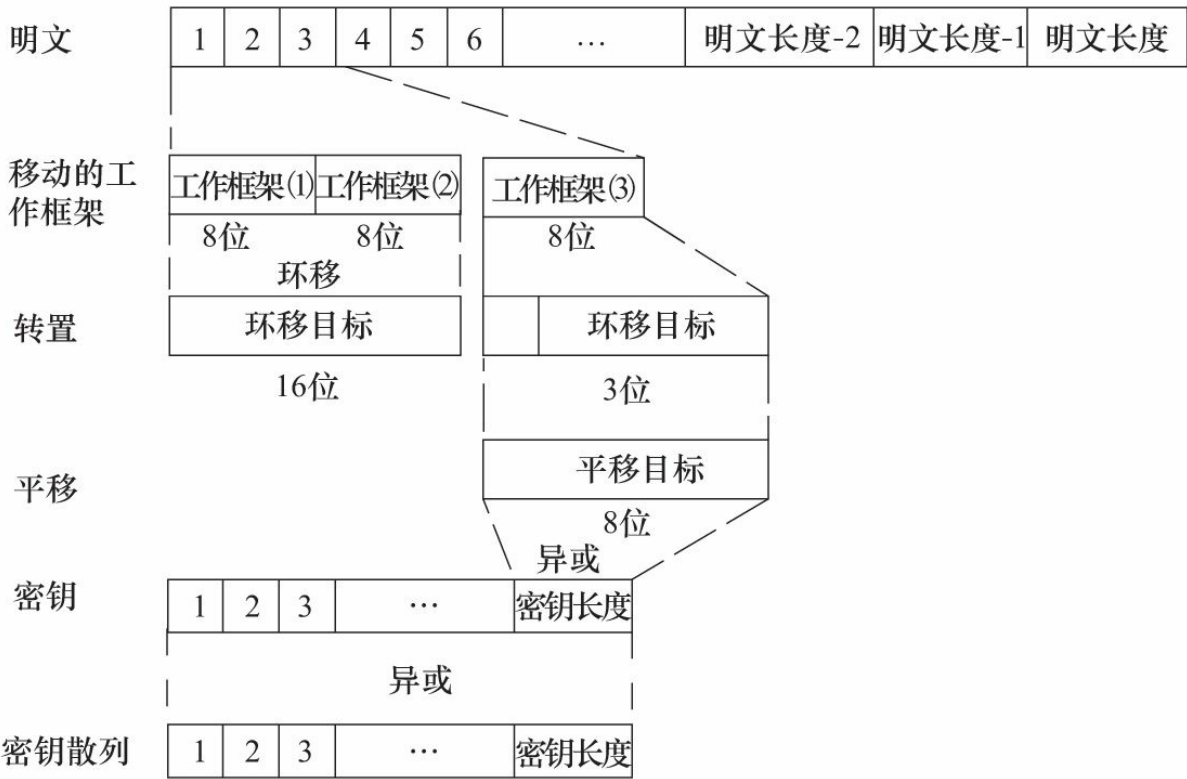 明文 1 2 3 4 5 6 … 明文长度-2 明文长度-1 明文长度
移动的工
作框架
工作框架(1) 工作框架(2) 工作框架(3)
8位 8位 8位
环移
转置 环移目标 环移目标
16位 3位
平移 平移目标
8位
异或
密钥 1 2 3 … 密钥长度
异或
密钥散列 1 2 3 … 密钥长度